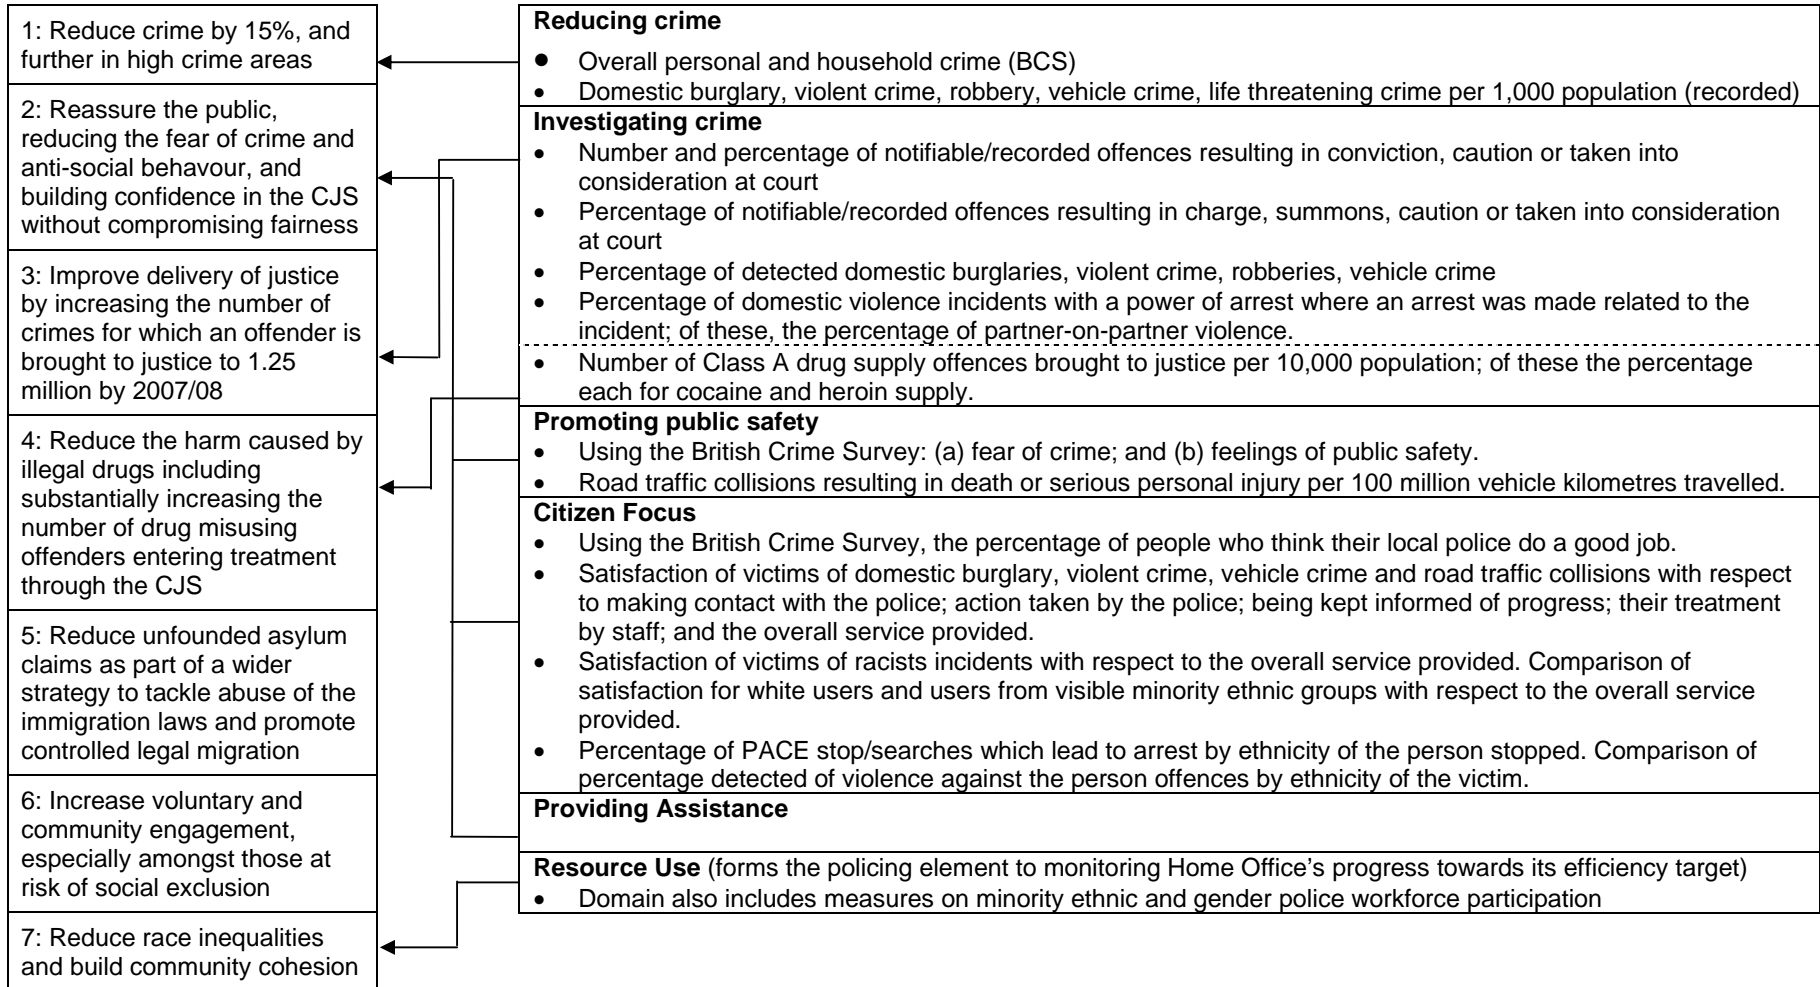 1: Reduce crime by 15%, and
further in high crime areas
2: Reassure the public,
reducing the fear of crime and
anti-social behavour, and
building confidence in the CJS
without compromising fairness
3: Improve delivery of justice
by increasing the number of
crimes for which an offender is
brought to justice to 1.25
million by 2007/08
4: Reduce the harm caused by
illegal drugs including
substantially increasing the
number of drug misusing
offenders entering treatment
through the CJS
5: Reduce unfounded asylum
claims as part of a wider
strategy to tackle abuse of the
immigration laws and promote
controlled legal migration
6: Increase voluntary and
community engagement,
especially amongst those at
risk of social exclusion
7: Reduce race inequalities
and build community cohesion
Reducing crime
• Overall personal and household crime (BCS)
• Domestic burglary, violent crime, robbery, vehicle crime, life threatening crime per 1,000 population (recorded)
Investigating crime
• Number and percentage of notifiable/recorded offences resulting in conviction, caution or taken into
consideration at court
• Percentage of notifiable/recorded offences resulting in charge, summons, caution or taken into consideration
at court
• Percentage of detected domestic burglaries, violent crime, robberies, vehicle crime
• Percentage of domestic violence incidents with a power of arrest where an arrest was made related to the
incident; of these, the percentage of partner-on-partner violence.
• Number of Class A drug supply offences brought to justice per 10,000 population; of these the percentage
each for cocaine and heroin supply.
Promoting public safety
• Using the British Crime Survey: (a) fear of crime; and (b) feelings of public safety.
• Road traffic collisions resulting in death or serious personal injury per 100 million vehicle kilometres travelled.
Citizen Focus
• Using the British Crime Survey, the percentage of people who think their local police do a good job.
• Satisfaction of victims of domestic burglary, violent crime, vehicle crime and road traffic collisions with respect
to making contact with the police; action taken by the police; being kept informed of progress; their treatment
by staff; and the overall service provided.
• Satisfaction of victims of racists incidents with respect to the overall service provided. Comparison of
satisfaction for white users and users from visible minority ethnic groups with respect to the overall service
provided.
• Percentage of PACE stop/searches which lead to arrest by ethnicity of the person stopped. Comparison of
percentage detected of violence against the person offences by ethnicity of the victim.
Providing Assistance
Resource Use (forms the policing element to monitoring Home Office's progress towards its efficiency target)
• Domain also includes measures on minority ethnic and gender police workforce participation